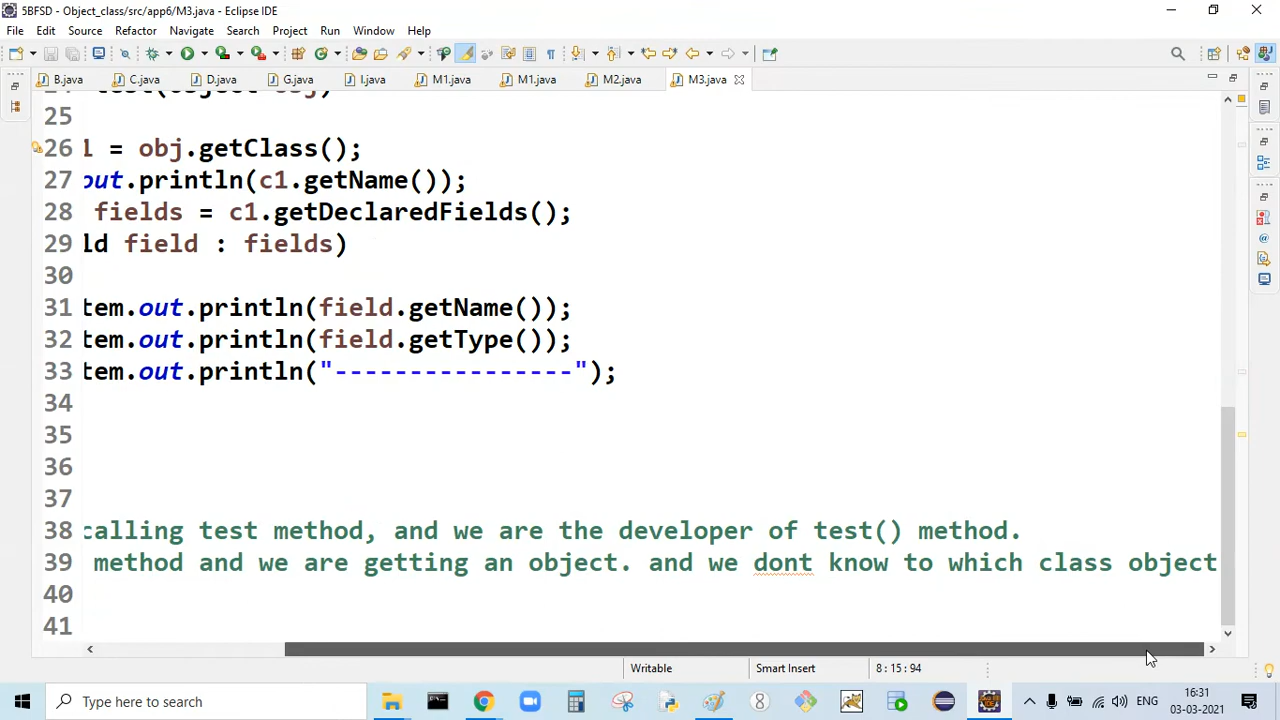 5BFSD - Object_class/src/app6/M3.java - Eclipse IDE
File Edit Source Refactor Navigate Search Project Run Window Help
B.java C.java D.java G.java I.java M1.java M1.java M2.java M3.java
24 test(Object obj)
25
26 1 = obj.getClass();
27 out.println(c1.getName());
28 fields = c1.getDeclaredFields();
29 ld field : fields)
30
31 tem.out.println(field.getName());
32 tem.out.println(field.getType());
33 tem.out.println("----------------");
34
35
36
37
38 calling test method, and we are the developer of test() method.
39 method and we are getting an object. and we dont know to which class object
40
41
Writable Smart Insert 8 : 15 : 94
Type here to search
ENG 6:31
03-03-2021